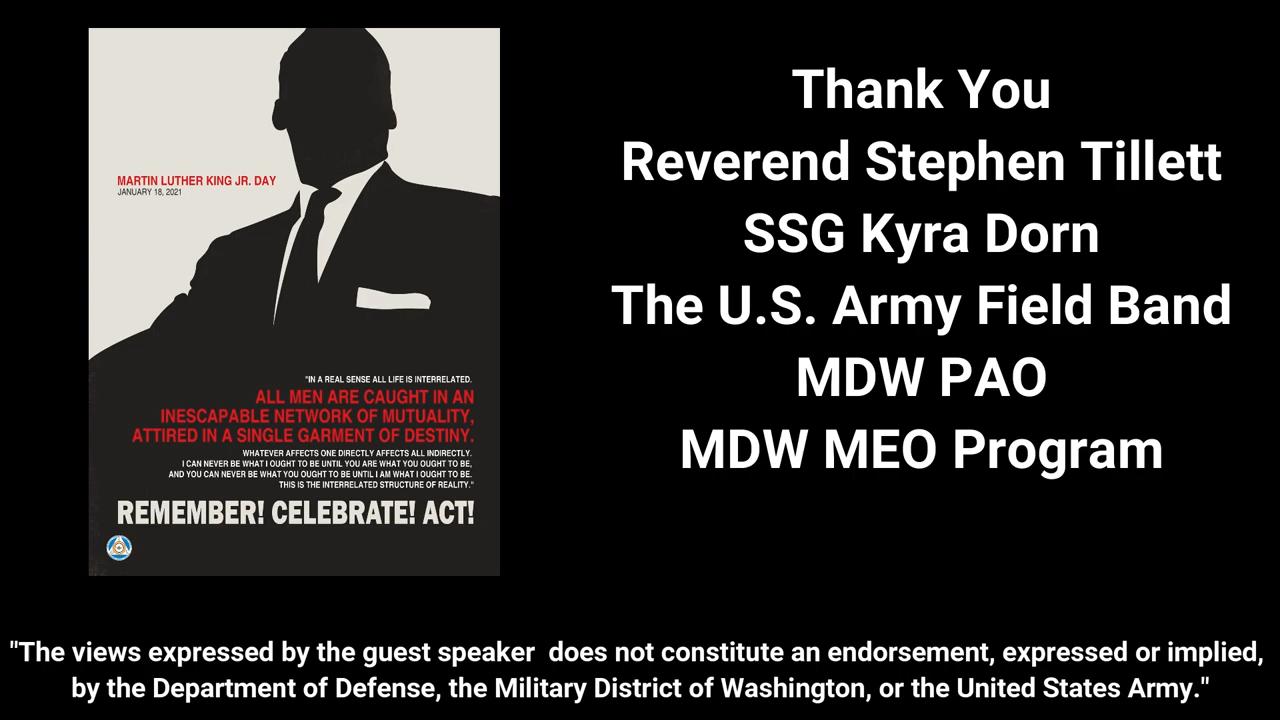 MARTIN LUTHER KING JR. DAY
JANUARY 18, 2021
"IN A REAL SENSE ALL LIFE IS INTERRELATED.
ALL MEN ARE CAUGHT IN AN
INESCAPABLE NETWORK OF MUTUALITY,
ATTIRED IN A SINGLE GARMENT OF DESTINY.
WHATEVER AFFECTS ONE DIRECTLY AFFECTS ALL INDIRECTLY.
I CAN NEVER BE WHAT I OUGHT TO BE UNTIL YOU ARE WHAT YOU OUGHT TO BE,
AND YOU CAN NEVER BE WHAT YOU OUGHT TO BE UNTIL I AM WHAT I OUGHT TO BE.
THIS IS THE INTERRELATED STRUCTURE OF REALITY."
REMEMBER! CELEBRATE! ACT!
Thank You
Reverend Stephen Tillett
SSG Kyra Dorn
The U.S. Army Field Band
MDW PAO
MDW MEO Program
"The views expressed by the guest speaker  does not constitute an endorsement, expressed or implied,
by the Department of Defense, the Military District of Washington, or the United States Army."